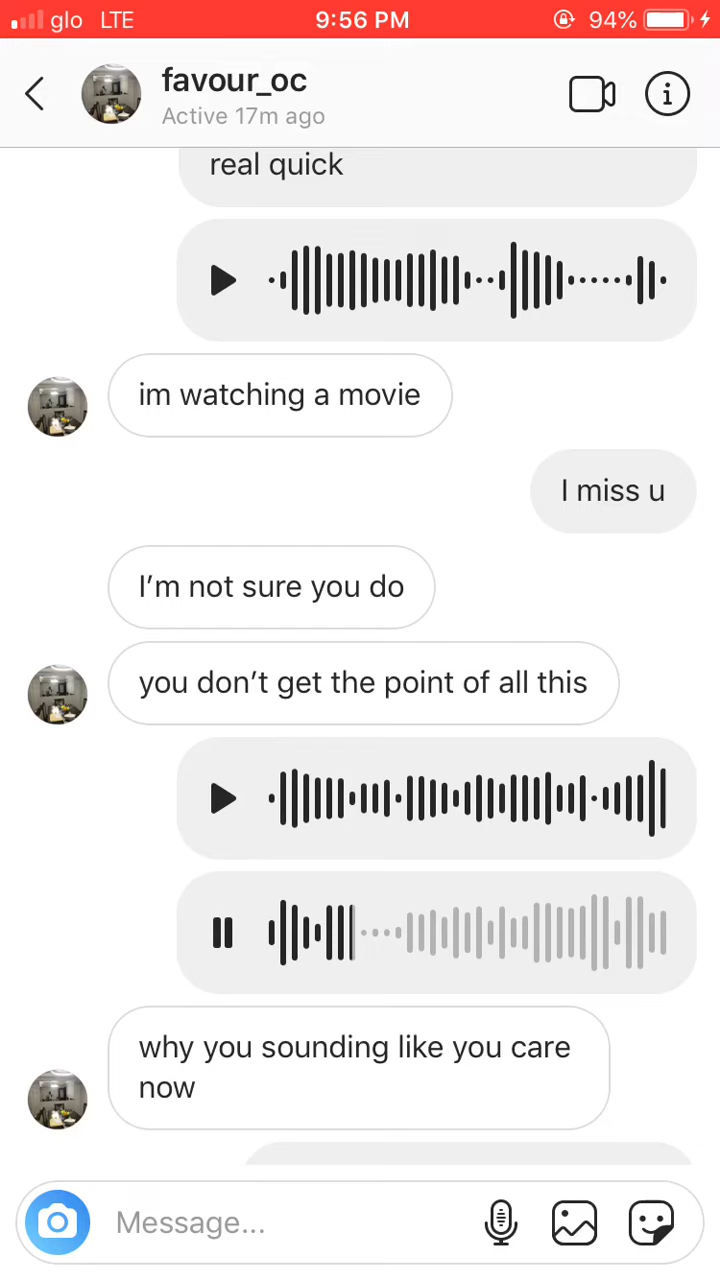 glo LTE 9:56 PM 94%
favour_oc
Active 17m ago
real quick
im watching a movie
I miss u
I'm not sure you do
you don't get the point of all this
why you sounding like you care
now
Message...